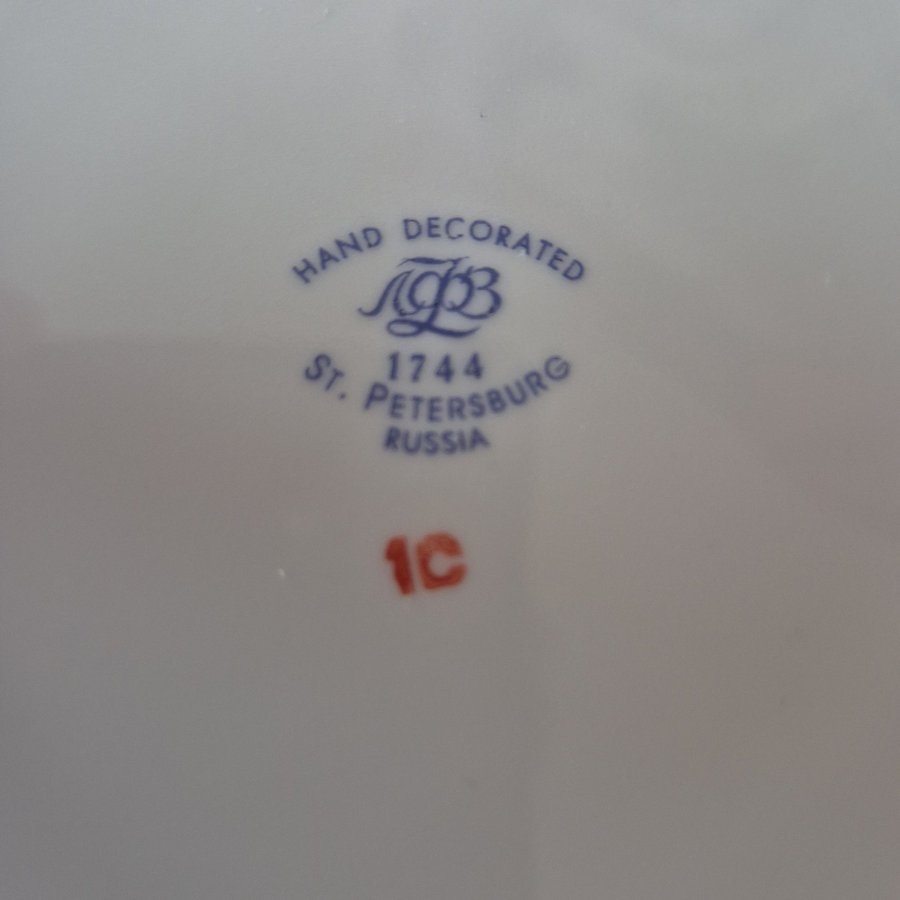 HAND DECORATED
ЛФЗ
1744
ST. PETERSBURG
RUSSIA
1C